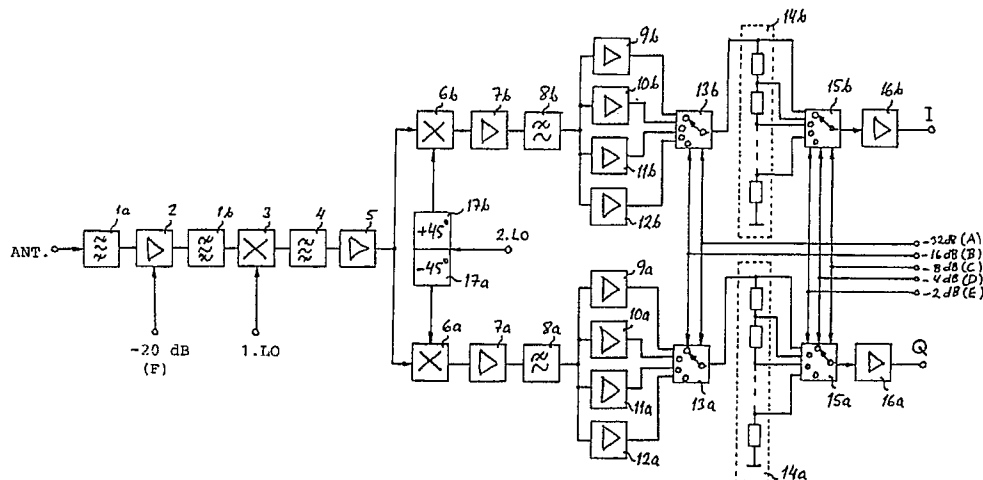 14b
9b
10b
13b
15b
16b
I
6b
7b
8b
11b
12b
17b
+45°
2.LO
-45°
17a
1a
2
1b
3
4
5
ANT.
-32dB (A)
-16dB (B)
-8dB (C)
-4dB (D)
-2dB (E)
9a
10a
6a
7a
8a
Q
-20 dB
(F)
1.LO
13a
15a
16a
11a
12a
14a